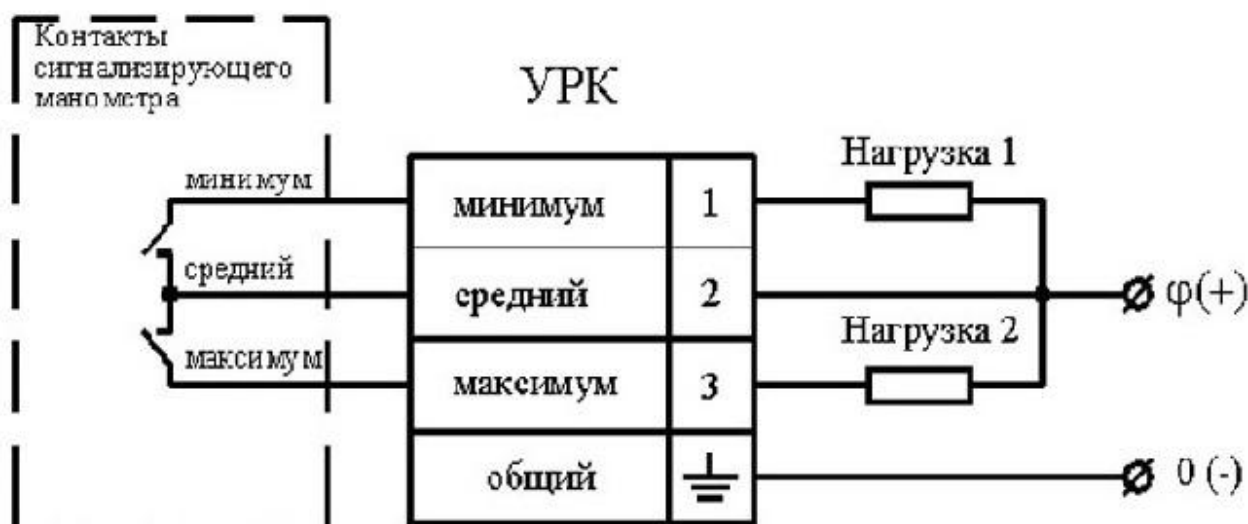 Контакты
сигнализирующего
манометра
УРК
Нагрузка 1
минимум
минимум 1
средний
средний 2
φ(+)
Нагрузка 2
максимум
максимум 3
общий
0 (-)